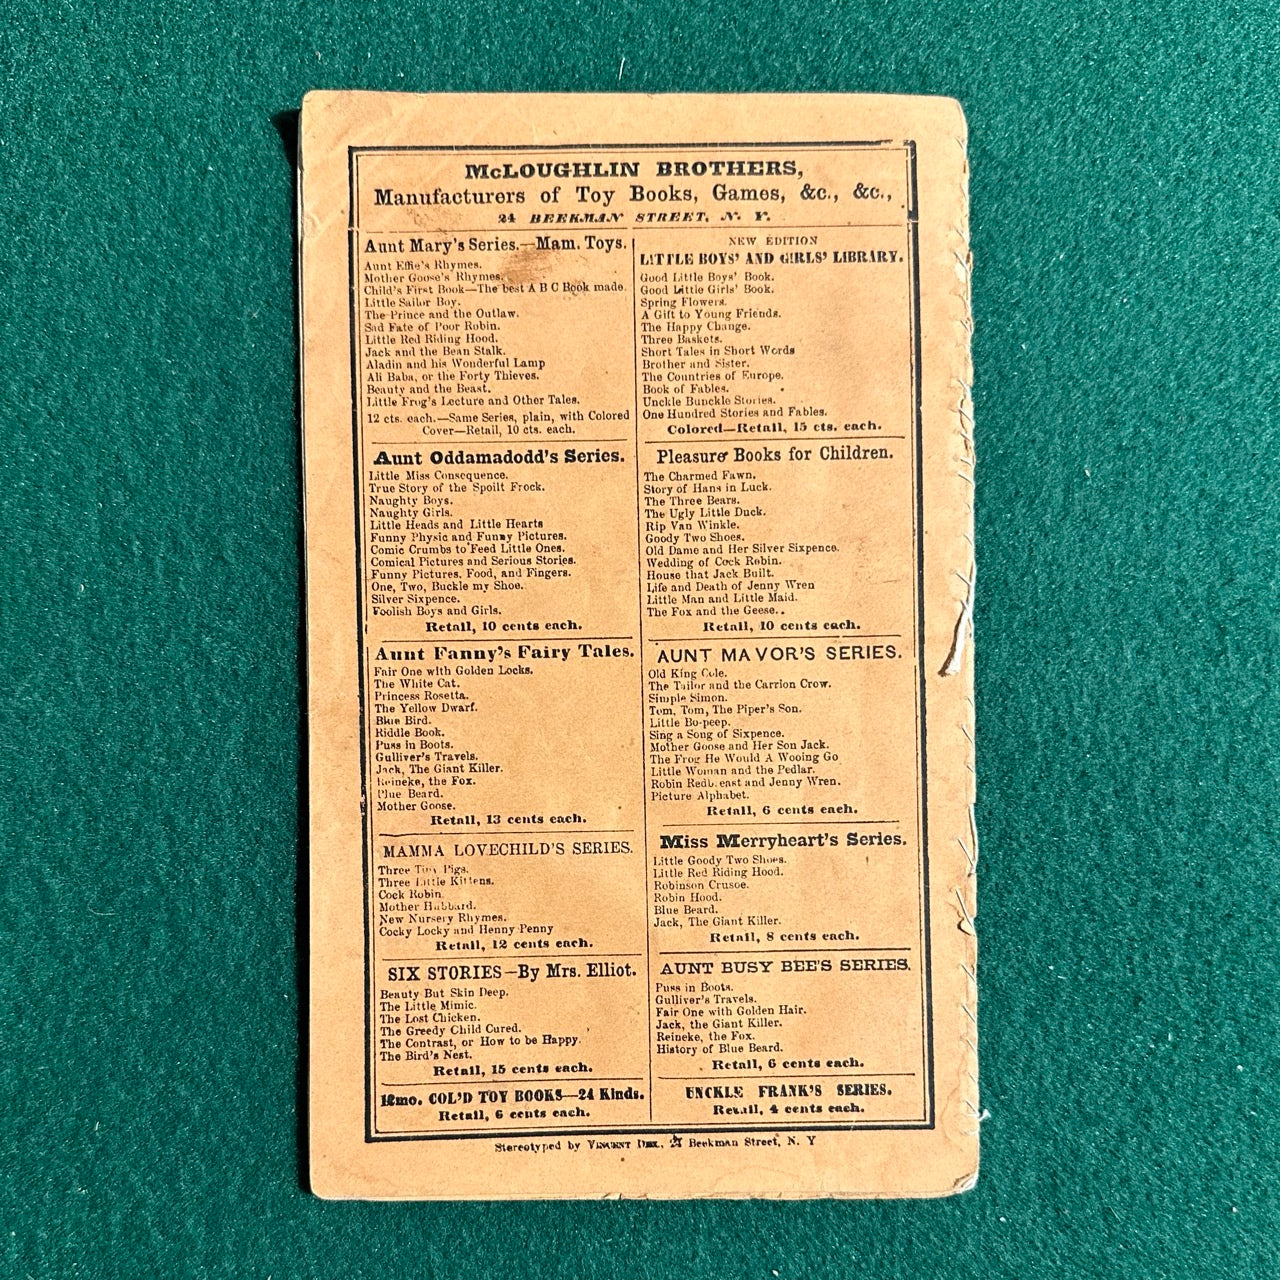 McLOUGHLIN BROTHERS,
Manufacturers of Toy Books, Games, &c., &c.,
24 BEEKMAN STREET, N. Y.
Aunt Mary's Series.—Mam. Toys.
Aunt Effie's Rhymes.
Mother Goose's Rhymes.
Child's First Book—The best A B C Book made.
Little Sailor Boy.
The Prince and the Outlaw.
Sad Fate of Poor Robin.
Little Red Riding Hood.
Jack and the Bean Stalk.
Aladin and his Wonderful Lamp
Ali Baba, or the Forty Thieves.
Beauty and the Beast.
Little Frog's Lecture and Other Tales.
12 cts. each.—Same Series, plain, with Colored
Cover—Retail, 10 cts. each.
Aunt Oddamadodd's Series.
Little Miss Consequence.
True Story of the Spoilt Frock.
Naughty Boys.
Naughty Girls.
Little Heads and Little Hearts
Funny Physic and Funny Pictures.
Comic Crumbs to Feed Little Ones.
Comical Pictures and Serious Stories.
Funny Pictures. Food, and Fingers.
One, Two, Buckle my Shoe.
Silver Sixpence.
Foolish Boys and Girls.
Retail, 10 cents each.
Aunt Fanny's Fairy Tales.
Fair One with Golden Locks.
The White Cat.
Princess Rosetta.
The Yellow Dwarf.
Blue Bird.
Riddle Book.
Puss in Boots.
Gulliver's Travels.
Jack, The Giant Killer.
Reineke, the Fox.
Blue Beard.
Mother Goose.
Retail, 13 cents each.
MAMMA LOVECHILD'S SERIES.
Three Tiny Pigs.
Three Little Kittens.
Cock Robin.
Mother Hubbard.
New Nursery Rhymes.
Cocky Locky and Henny Penny
Retail, 12 cents each.
SIX STORIES—By Mrs. Elliot.
Beauty But Skin Deep.
The Little Mimic.
The Lost Chicken.
The Greedy Child Cured.
The Contrast, or How to be Happy.
The Bird's Nest.
Retail, 15 cents each.
12mo. COL'D TOY BOOKS—24 Kinds.
Retail, 6 cents each.
NEW EDITION
LITTLE BOYS' AND GIRLS' LIBRARY.
Good Little Boys' Book.
Good Little Girls' Book.
Spring Flowers.
A Gift to Young Friends.
The Happy Change.
Three Baskets.
Short Tales in Short Words
Brother and Sister.
The Countries of Europe.
Book of Fables.
Unckle Bunckle Stories.
One Hundred Stories and Fables.
Colored—Retail, 15 cts. each.
Pleasure Books for Children.
The Charmed Fawn.
Story of Hans in Luck.
The Three Bears.
The Ugly Little Duck.
Rip Van Winkle.
Goody Two Shoes.
Old Dame and Her Silver Sixpence.
Wedding of Cock Robin.
House that Jack Built.
Life and Death of Jenny Wren
Little Man and Little Maid.
The Fox and the Geese..
Retail, 10 cents each.
AUNT MAVOR'S SERIES.
Old King Cole.
The Tailor and the Carrion Crow.
Simple Simon.
Tom, Tom, The Piper's Son.
Little Bo-peep.
Sing a Song of Sixpence.
Mother Goose and Her Son Jack.
The Frog He Would A Wooing Go
Little Woman and the Pedlar.
Robin Redbreast and Jenny Wren.
Picture Alphabet.
Retail, 6 cents each.
Miss Merryheart's Series.
Little Goody Two Shoes.
Little Red Riding Hood.
Robinson Crusoe.
Robin Hood.
Blue Beard.
Jack, The Giant Killer.
Retail, 8 cents each.
AUNT BUSY BEE'S SERIES.
Puss in Boots.
Gulliver's Travels.
Fair One with Golden Hair.
Jack, the Giant Killer.
Reineke, the Fox.
History of Blue Beard.
Retail, 6 cents each.
UNCKLE FRANK'S SERIES.
Retail, 4 cents each.
Stereotyped by VINCENT Beekman Street, N. Y